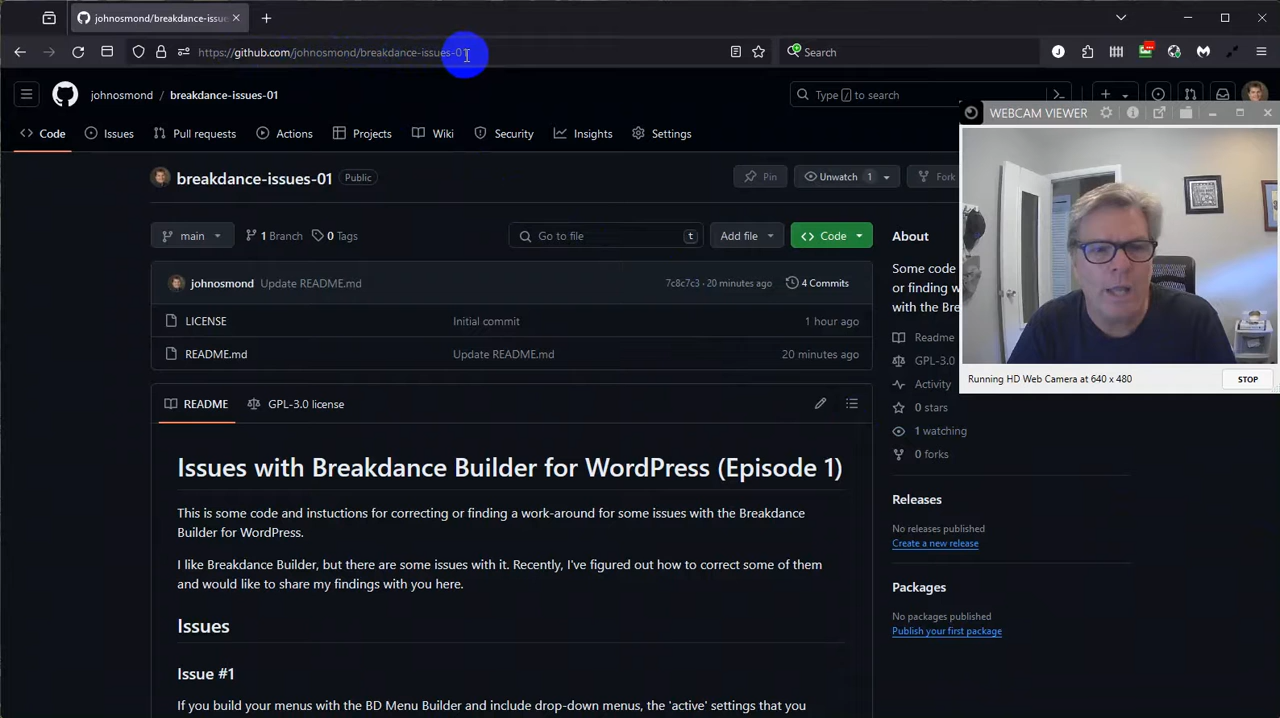 johnosmond/breakdance-issue
https://github.com/johnosmond/breakdance-issues-01
Search
johnosmond / breakdance-issues-01
Type / to search
Code
Issues
Pull requests
Actions
Projects
Wiki
Security
Insights
Settings
WEBCAM VIEWER
breakdance-issues-01 Public
Pin
Unwatch 1
Fork
main
1 Branch
0 Tags
Go to file t
Add file
Code
About
johnosmond Update README.md
7c8c7c3 · 20 minutes ago
4 Commits
Some code
or finding w
with the Bre
LICENSE
Initial commit
1 hour ago
README.md
Update README.md
20 minutes ago
Readme
GPL-3.0
Activity
0 stars
1 watching
0 forks
Running HD Web Camera at 640 x 480
STOP
README
GPL-3.0 license
Issues with Breakdance Builder for WordPress (Episode 1)
This is some code and instuctions for correcting or finding a work-around for some issues with the Breakdance
Builder for WordPress.
I like Breakdance Builder, but there are some issues with it. Recently, I've figured out how to correct some of them
and would like to share my findings with you here.
Issues
Issue #1
If you build your menus with the BD Menu Builder and include drop-down menus, the 'active' settings that you
Releases
No releases published
Create a new release
Packages
No packages published
Publish your first package